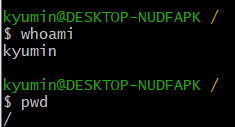 kyumin@DESKTOP-NUDFAPK /
$ whoami
kyumin
kyumin@DESKTOP-NUDFAPK /
$ pwd
/